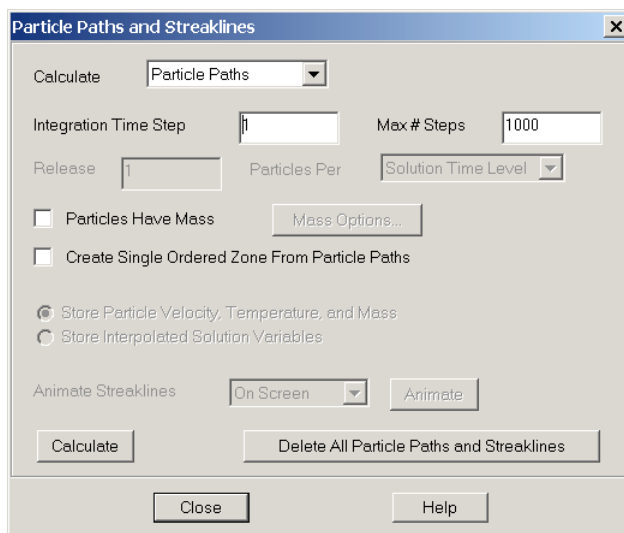 Particle Paths and Streaklines
Calculate Particle Paths
Integration Time Step 1 Max # Steps 1000
Release 1 Particles Per Solution Time Level
Particles Have Mass Mass Options...
Create Single Ordered Zone From Particle Paths
Store Particle Velocity, Temperature, and Mass
Store Interpolated Solution Variables
Animate Streaklines On Screen Animate
Calculate Delete All Particle Paths and Streaklines
Close Help